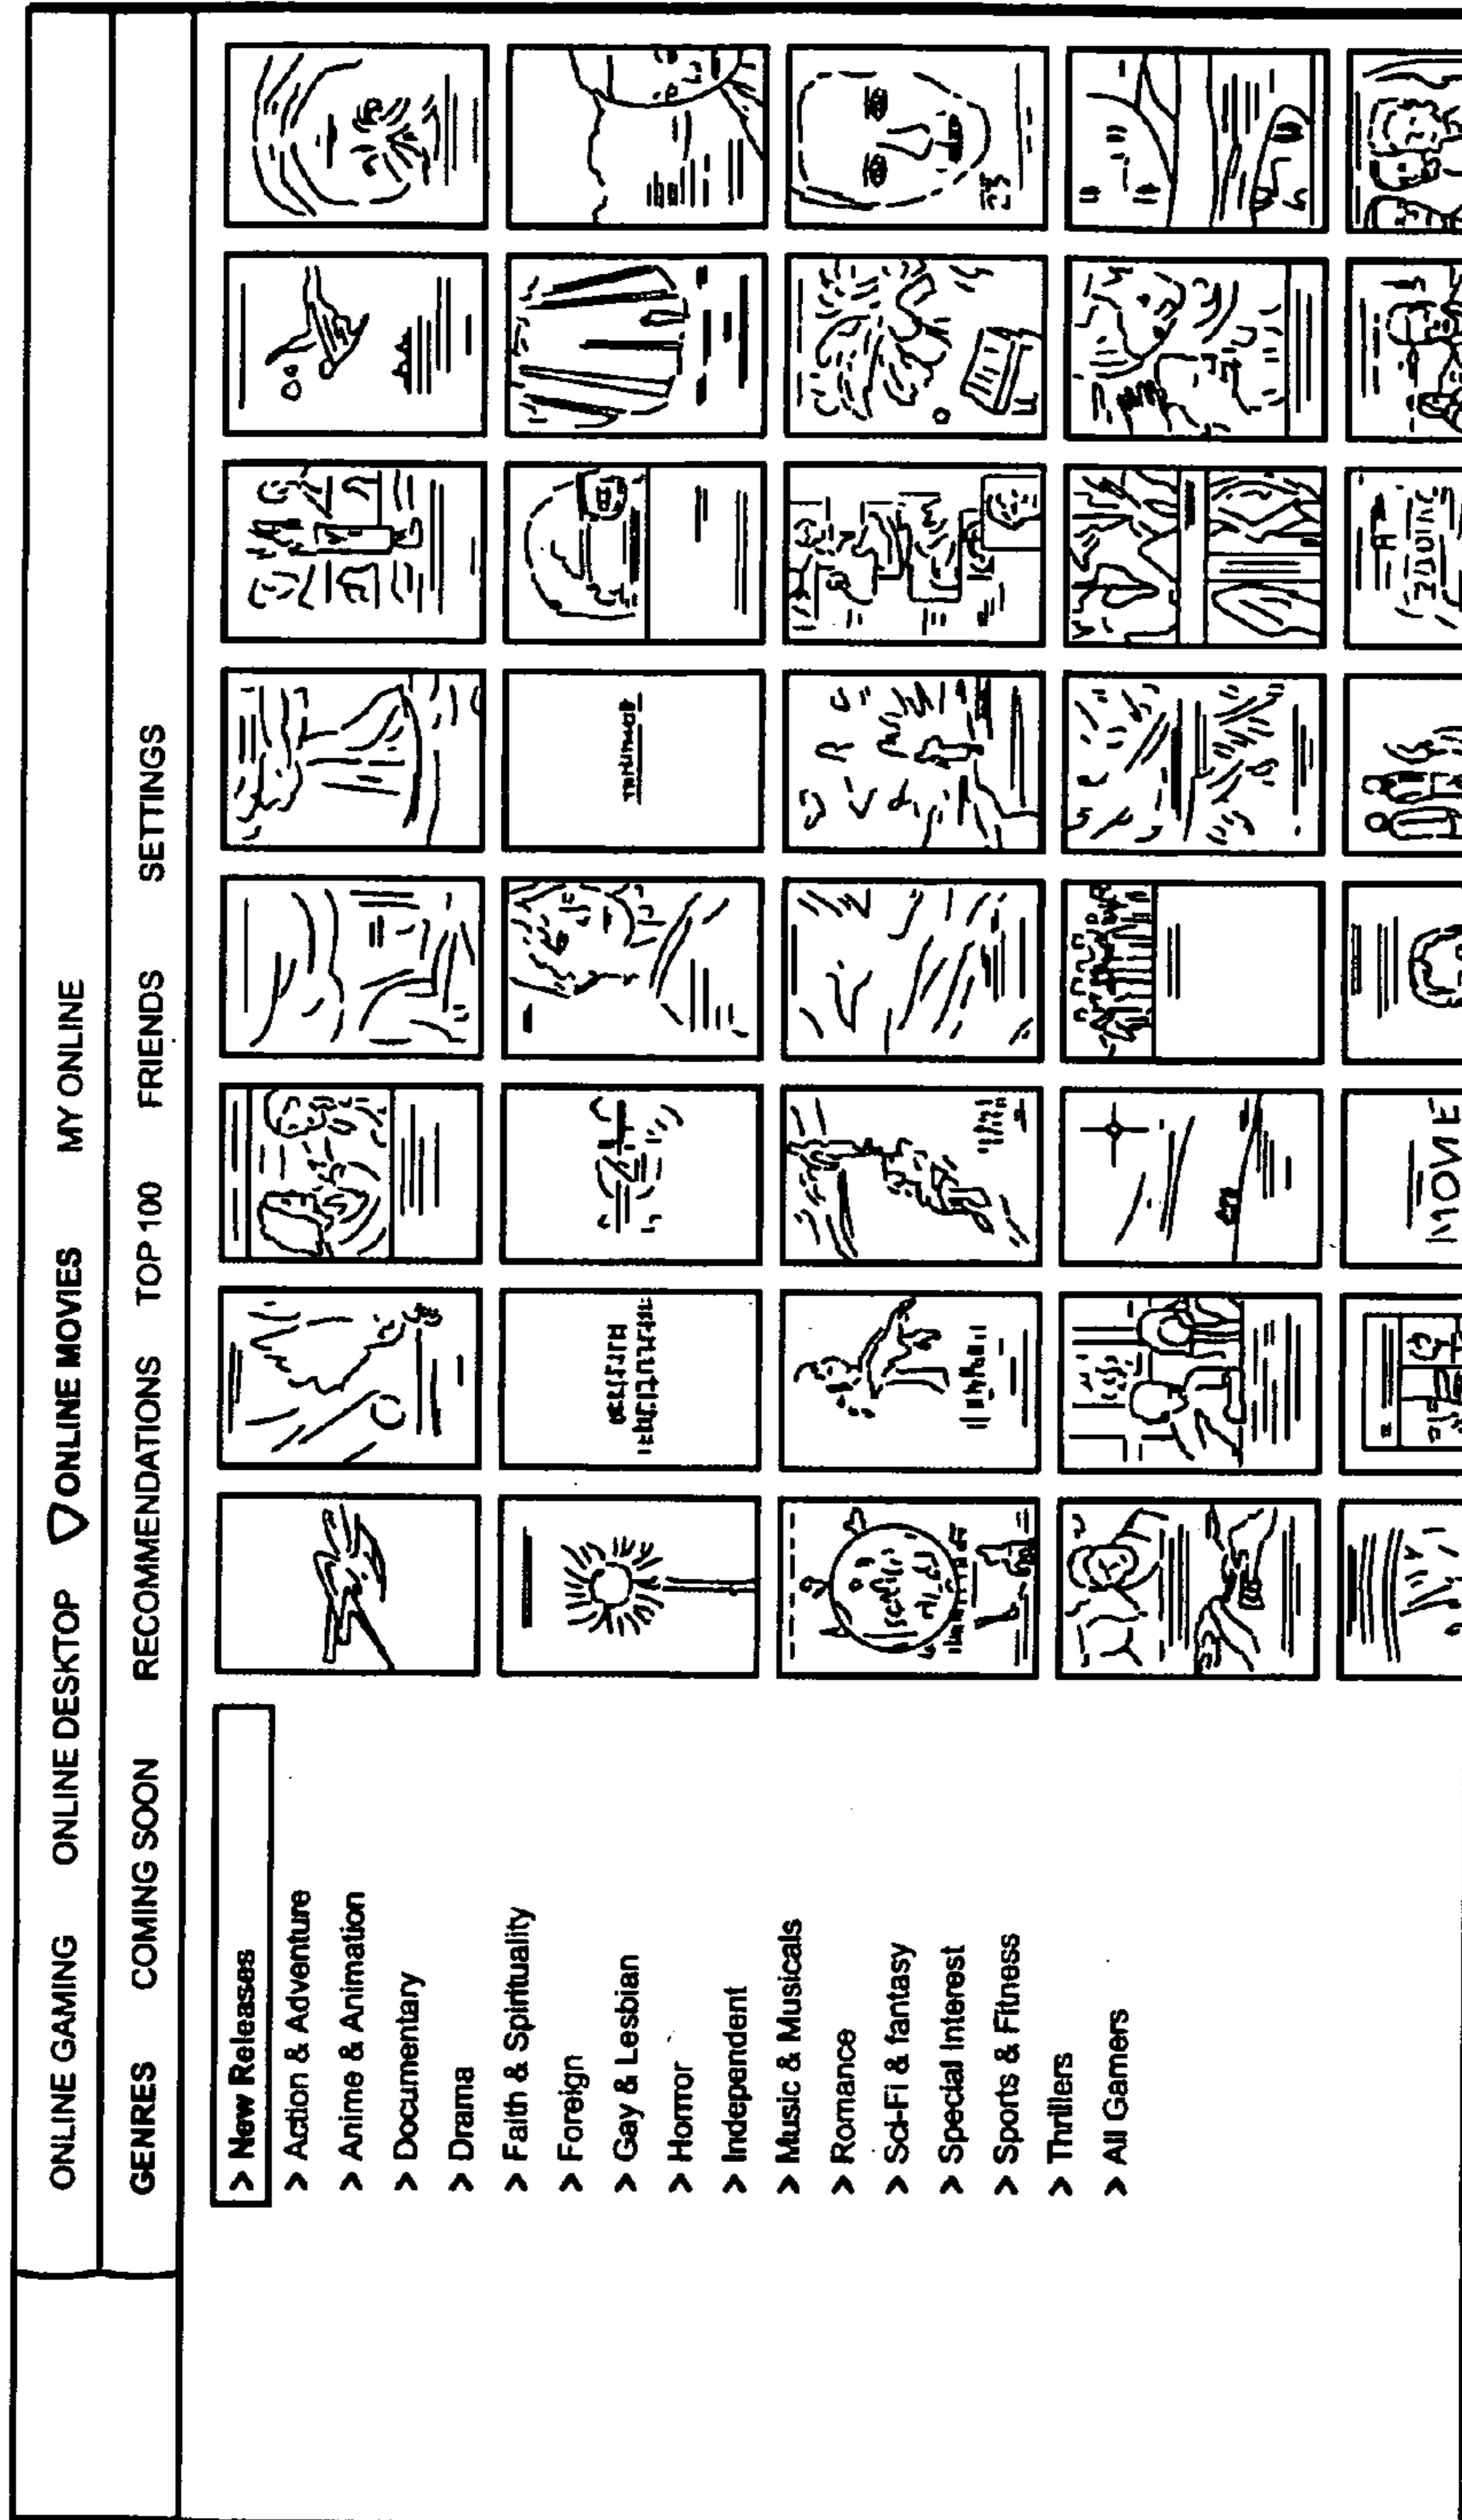 ONLINE GAMING ONLINE DESKTOP ONLINE MOVIES MY ONLINE
GENRES COMING SOON RECOMMENDATIONS TOP 100 FRIENDS SETTINGS
> New Releases
> Action & Adventure
> Anime & Animation
> Documentary
> Drama
> Faith & Spirituality
> Foreign
> Gay & Lesbian
> Horror
> Independent
> Music & Musicals
> Romance
> Sci-Fi & fantasy
> Special Interest
> Sports & Fitness
> Thrillers
> All Gamers
MOVIE